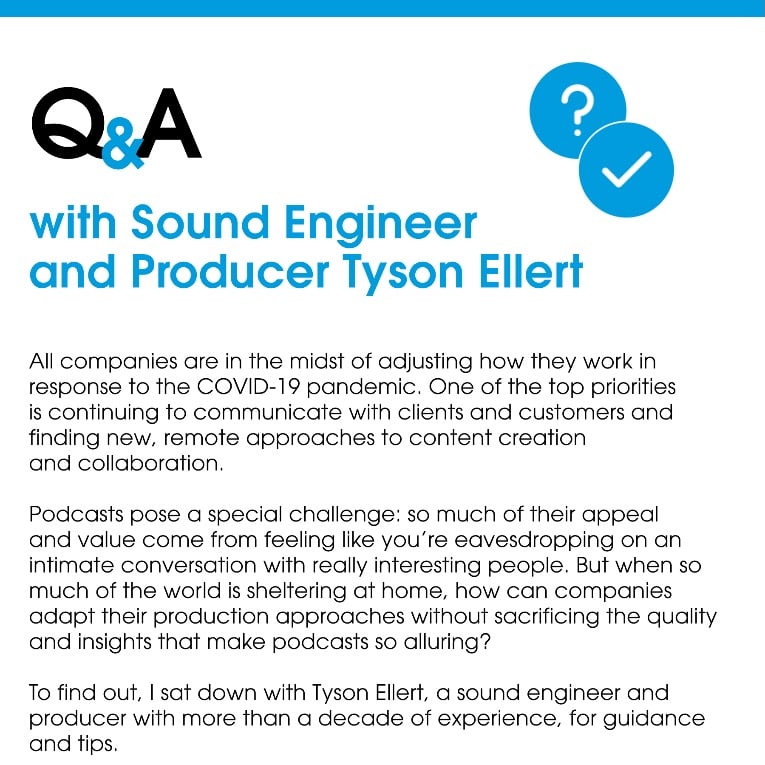 Q&A
with Sound Engineer
and Producer Tyson Ellert
All companies are in the midst of adjusting how they work in
response to the COVID-19 pandemic. One of the top priorities
is continuing to communicate with clients and customers and
finding new, remote approaches to content creation
and collaboration.
Podcasts pose a special challenge: so much of their appeal
and value come from feeling like you’re eavesdropping on an
intimate conversation with really interesting people. But when so
much of the world is sheltering at home, how can companies
adapt their production approaches without sacrificing the quality
and insights that make podcasts so alluring?
To find out, I sat down with Tyson Ellert, a sound engineer and
producer with more than a decade of experience, for guidance
and tips.